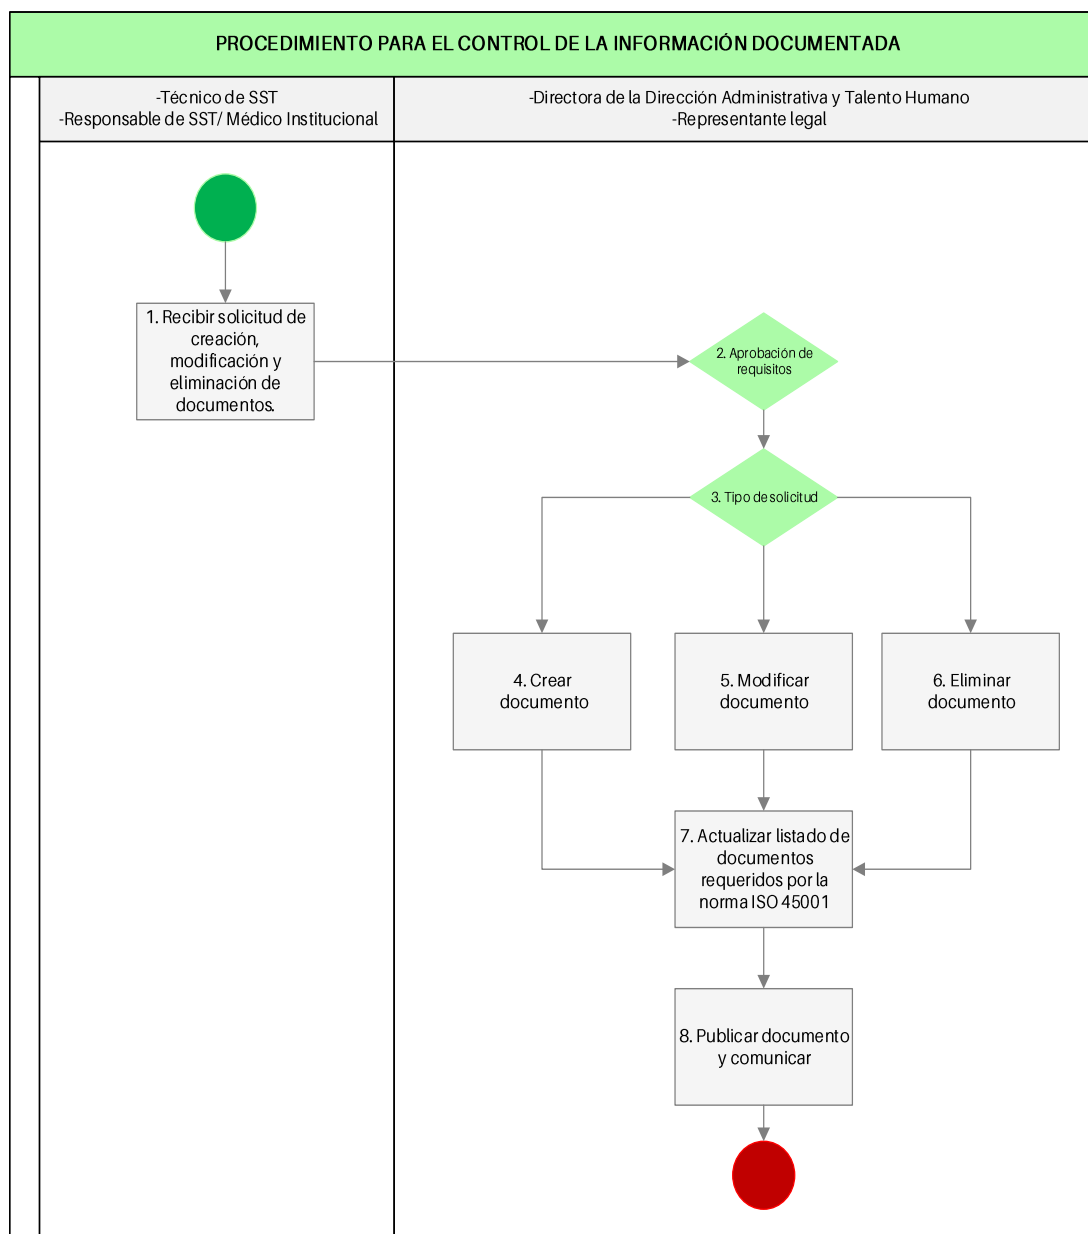 PROCEDIMIENTO PARA EL CONTROL DE LA INFORMACIÓN DOCUMENTADA
-Técnico de SST
-Responsable de SST/ Médico Institucional
-Directora de la Dirección Administrativa y Talento Humano
-Representante legal
1. Recibir solicitud de
creación,
modificación y
eliminación de
documentos.
2. Aprobación de
requisitos
3. Tipo de solicitud
4. Crear
documento
5. Modificar
documento
6. Eliminar
documento
7. Actualizar listado de
documentos
requeridos por la
norma ISO 45001
8. Publicar documento
y comunicar